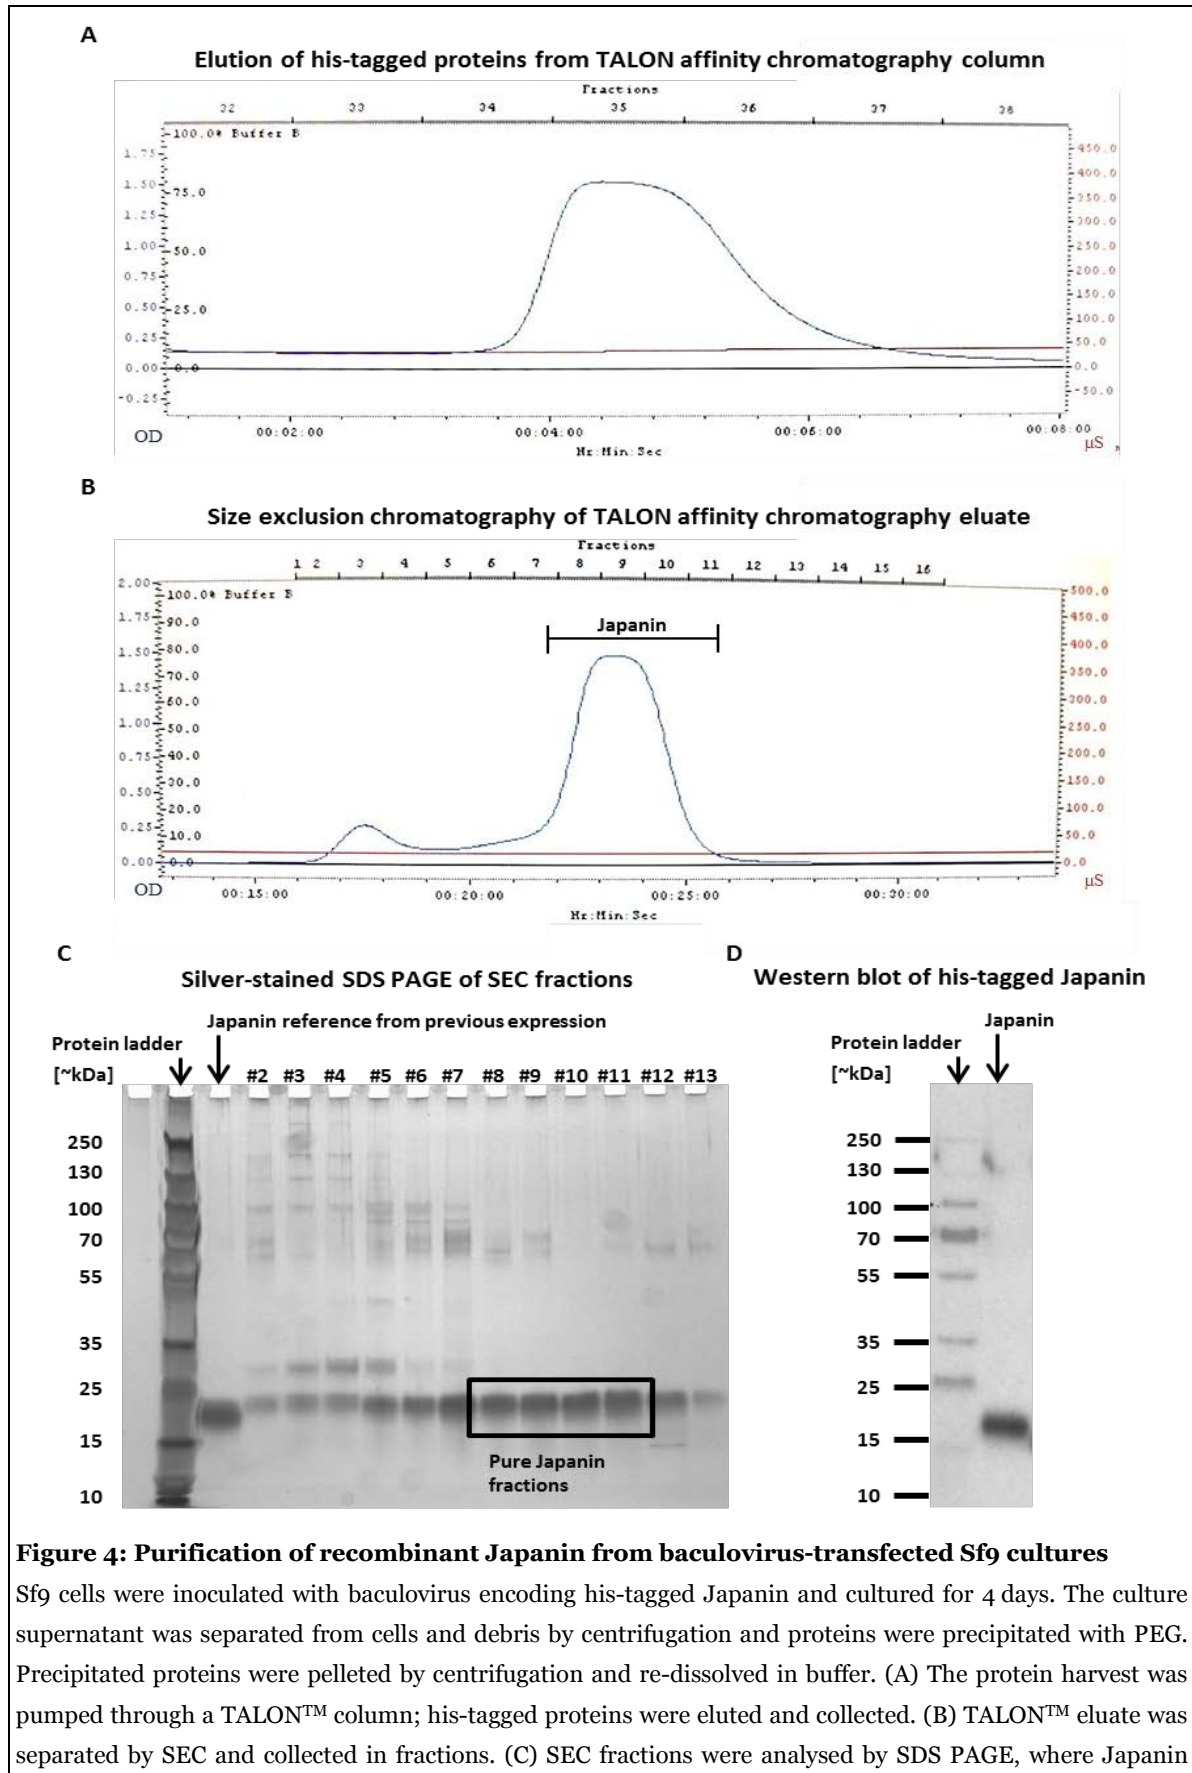 A
Elution of his-tagged proteins from TALON affinity chromatography column
Fractions
32 33 34 35 36 37 38
100.0% Buffer B
1.75 1.50 1.25 1.00 0.75 0.50 0.25 0.00 -0.25
75.0 50.0 25.0 0.0
450.0 400.0 350.0 300.0 250.0 200.0 150.0 100.0 50.0 0.0 -50.0
OD 00:02:00 00:04:00 00:06:00 00:08:00 µS
Hr:Min:Sec
B
Size exclusion chromatography of TALON affinity chromatography eluate
Fractions
1 2 3 4 5 6 7 8 9 10 11 12 13 14 15 16
100.0% Buffer B
2.00 1.75 1.50 1.25 1.00 0.75 0.50 0.25 0.00
90.0 80.0 70.0 60.0 50.0 40.0 30.0 20.0 10.0 0.0
Japanin
500.0 450.0 400.0 350.0 300.0 250.0 200.0 150.0 100.0 50.0 0.0
OD 00:15:00 00:20:00 00:25:00 00:30:00 µS
Hr:Min:Sec
C
Silver-stained SDS PAGE of SEC fractions
Japanin reference from previous expression
Protein ladder
[~kDa] #2 #3 #4 #5 #6 #7 #8 #9 #10 #11 #12 #13
250
130
100
70
55
35
25
15
10
Pure Japanin
fractions
D
Western blot of his-tagged Japanin
Japanin
Protein ladder
[~kDa]
250
130
100
70
55
35
25
15
10
Figure 4: Purification of recombinant Japanin from baculovirus-transfected Sf9 cultures
Sf9 cells were inoculated with baculovirus encoding his-tagged Japanin and cultured for 4 days. The culture
supernatant was separated from cells and debris by centrifugation and proteins were precipitated with PEG.
Precipitated proteins were pelleted by centrifugation and re-dissolved in buffer. (A) The protein harvest was
pumped through a TALON™ column; his-tagged proteins were eluted and collected. (B) TALON™ eluate was
separated by SEC and collected in fractions. (C) SEC fractions were analysed by SDS PAGE, where Japanin